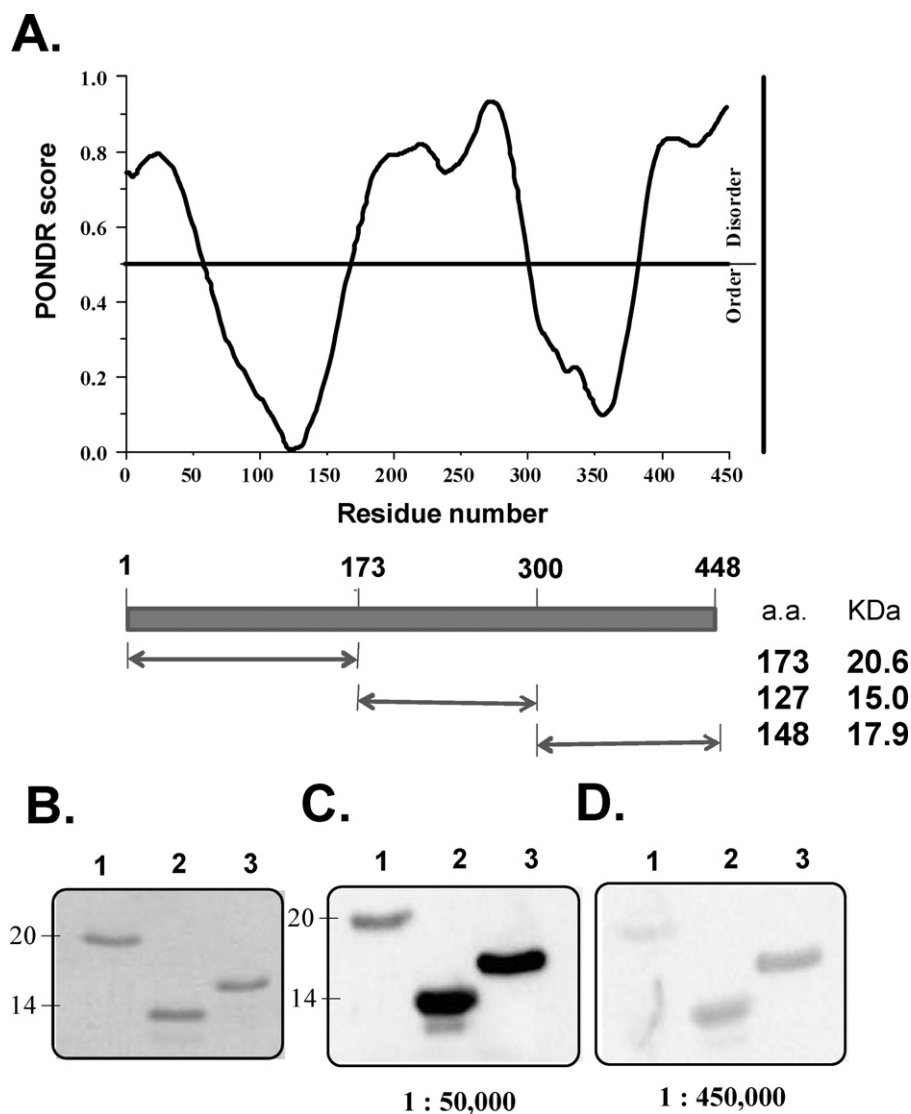 A.
PONDR score
1.0
0.8
0.6
0.4
0.2
0.0
Disorder
Order
0 50 100 150 200 250 300 350 400 450
Residue number
1 173 300 448
a.a. KDa
173 20.6
127 15.0
148 17.9
B. C. D.
1 2 3
20
14
1 2 3
20
14
1 : 50,000
1 2 3
1 : 450,000